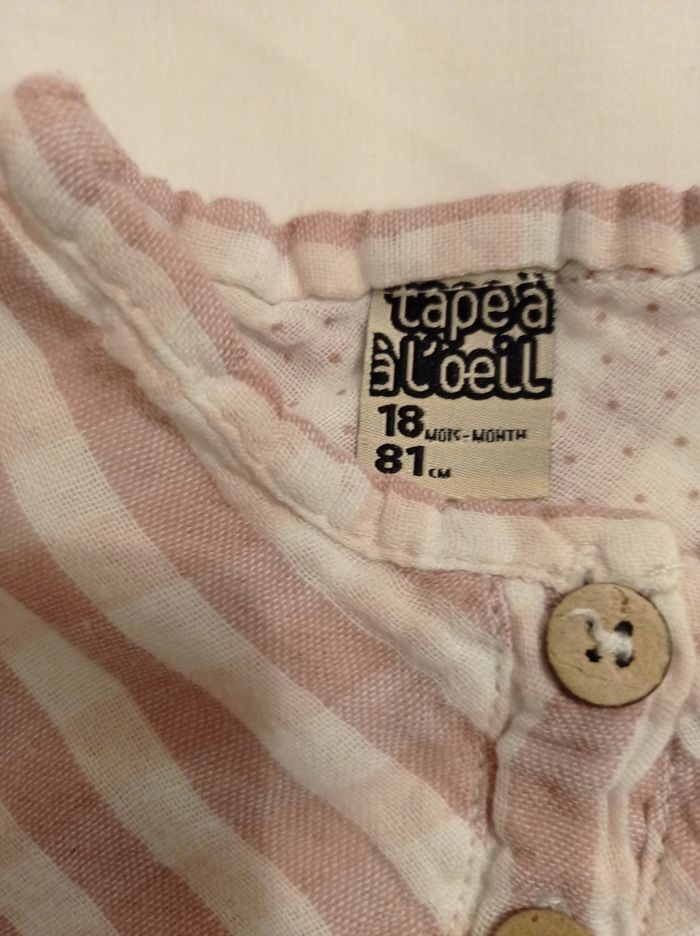 tape à
à l'oeil
18 MOIS-MONTH
81 CM